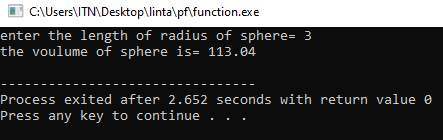 C:\Users\ITN\Desktop\linta\pf\function.exe
enter the length of radius of sphere= 3
the voulume of sphere is= 113.04
--------------------------------
Process exited after 2.652 seconds with return value 0
Press any key to continue . . .